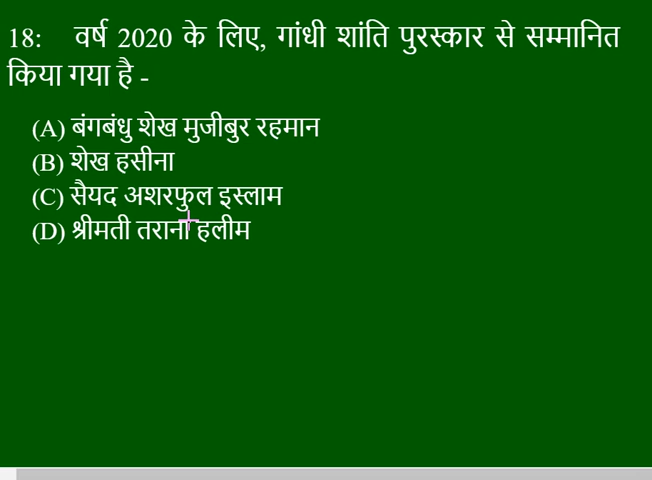 18: वर्ष 2020 के लिए, गांधी शांति पुरस्कार से सम्मानित
किया गया है -
(A) बंगबंधु शेख मुजीबुर रहमान
(B) शेख हसीना
(C) सैयद अशरफुल इस्लाम
(D) श्रीमती तराना हलीम